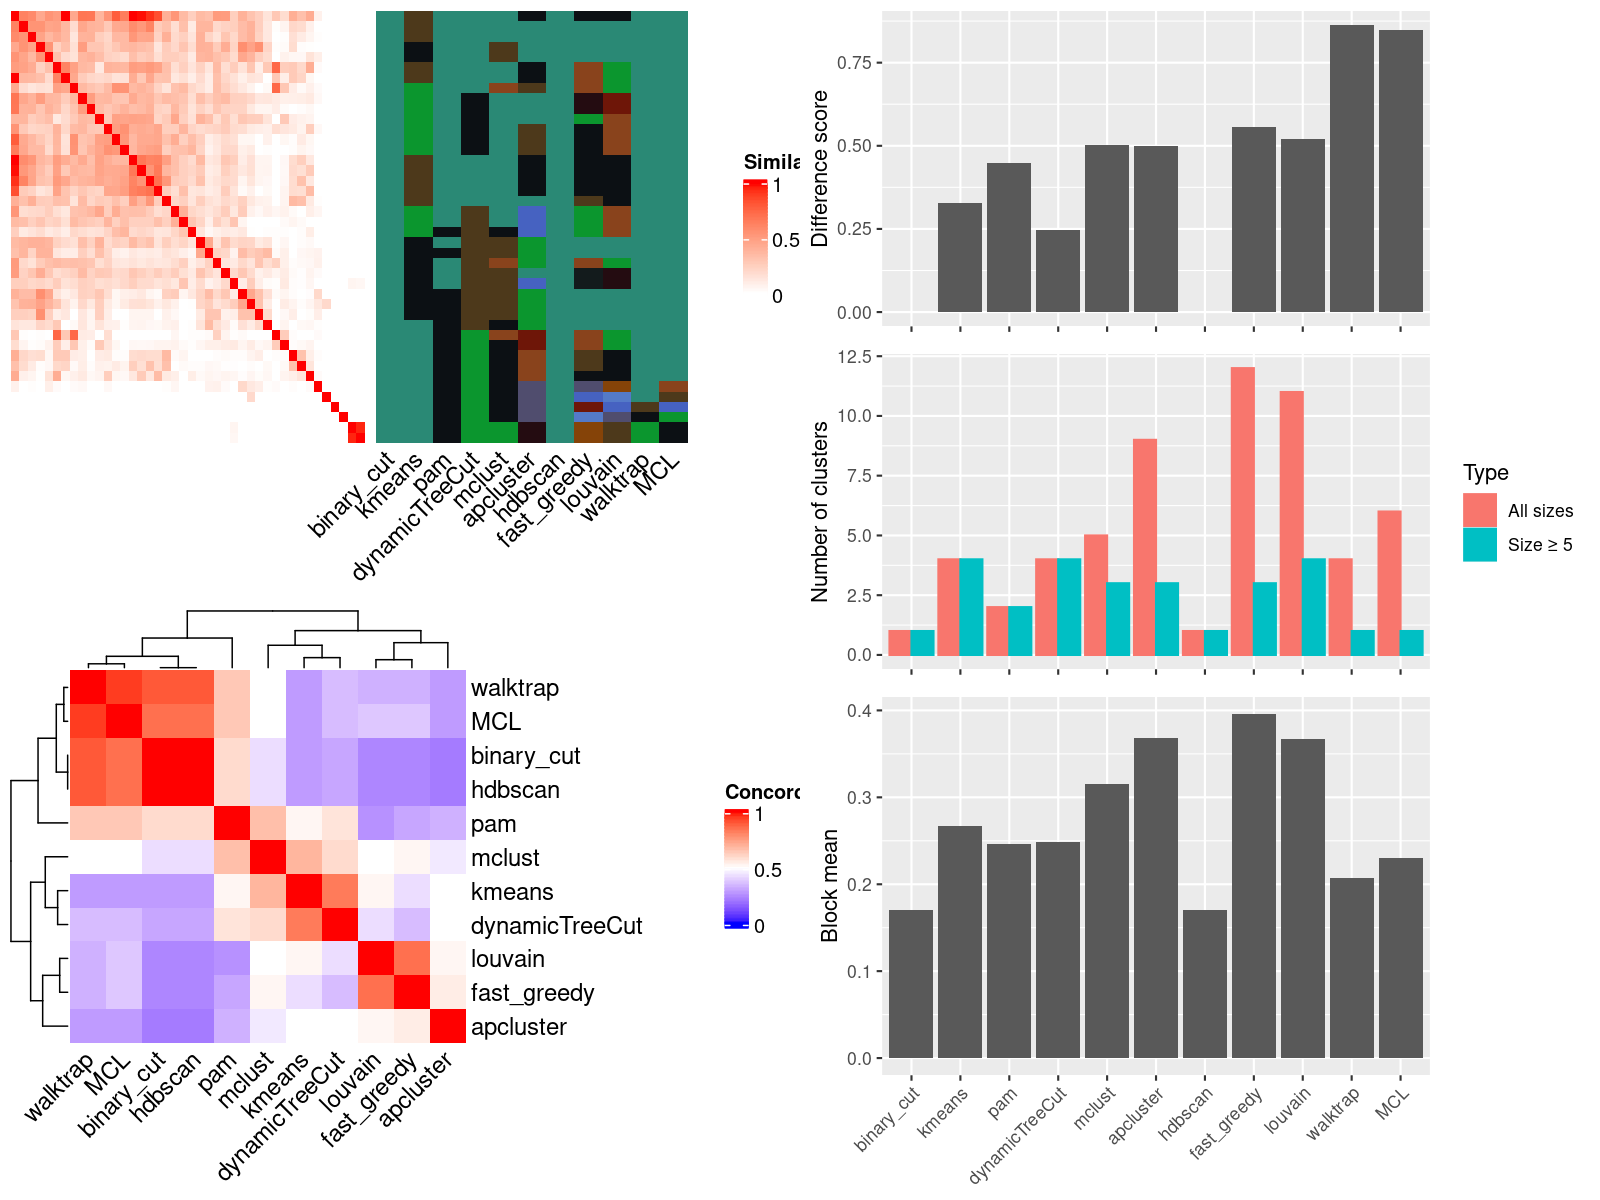 Simila
1
0.5
0
binary_cut
kmeans
pam
dynamicTreeCut
mclust
apcluster
hdbscan
fast_greedy
louvain
walktrap
MCL
Difference score
0.75
0.50
0.25
0.00
Number of clusters
12.5
10.0
7.5
5.0
2.5
0.0
Type
All sizes
Size ≥ 5
Block mean
0.4
0.3
0.2
0.1
0.0
binary_cut
kmeans
pam
dynamicTreeCut
mclust
apcluster
hdbscan
fast_greedy
louvain
walktrap
MCL
walktrap
MCL
binary_cut
hdbscan
pam
mclust
kmeans
dynamicTreeCut
louvain
fast_greedy
apcluster
Concord
1
0.5
0
walktrap
MCL
binary_cut
hdbscan
pam
mclust
kmeans
dynamicTreeCut
louvain
fast_greedy
apcluster